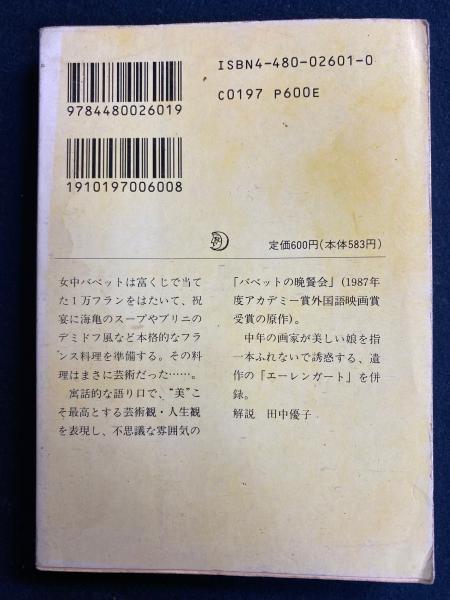 ISBN4-480-02601-0
C0197 P600E
9784480026019
1910197006008
定価600円(本体583円)
女中バベットは富くじで当て
た1万フランをはたいて、祝
宴に海亀のスープやブリニの
デミドフ風など本格的なフラ
ンス料理を準備する。その料
理はまさに芸術だった……。
寓話的な語り口で、“美”こ
そ最高とする芸術観・人生観
を表現し、不思議な雰囲気の
「バベットの晩餐会」(1987年
度アカデミー賞外国語映画賞
受賞の原作)。
中年の画家が美しい娘を指
一本ふれないで誘惑する、遺
作の「エーレンガート」を併
録。
解説 田中優子